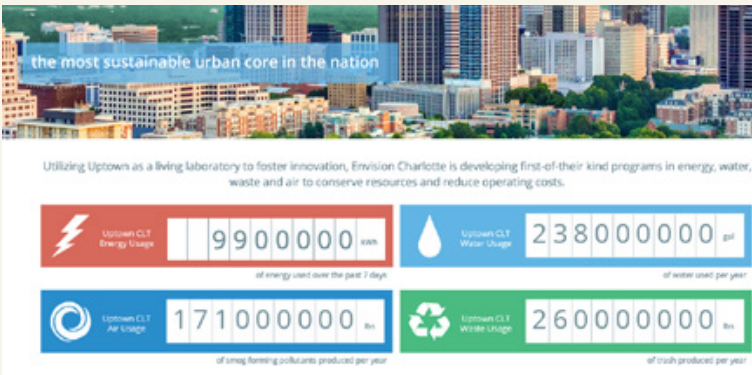 the most sustainable urban core in the nation
Utilizing Uptown as a living laboratory to foster innovation, Envision Charlotte is developing first-of-their kind programs in energy, water,
waste and air to conserve resources and reduce operating costs.
Uptown CLT
Energy Usage
9900000 kWh
of energy used over the past 7 days
Uptown CLT
Water Usage
238000000 gal
of water used per year
Uptown CLT
Air Usage
171000000 lbs
of smog forming pollutants produced per year
Uptown CLT
Waste Usage
260000000 lbs
of trash produced per year